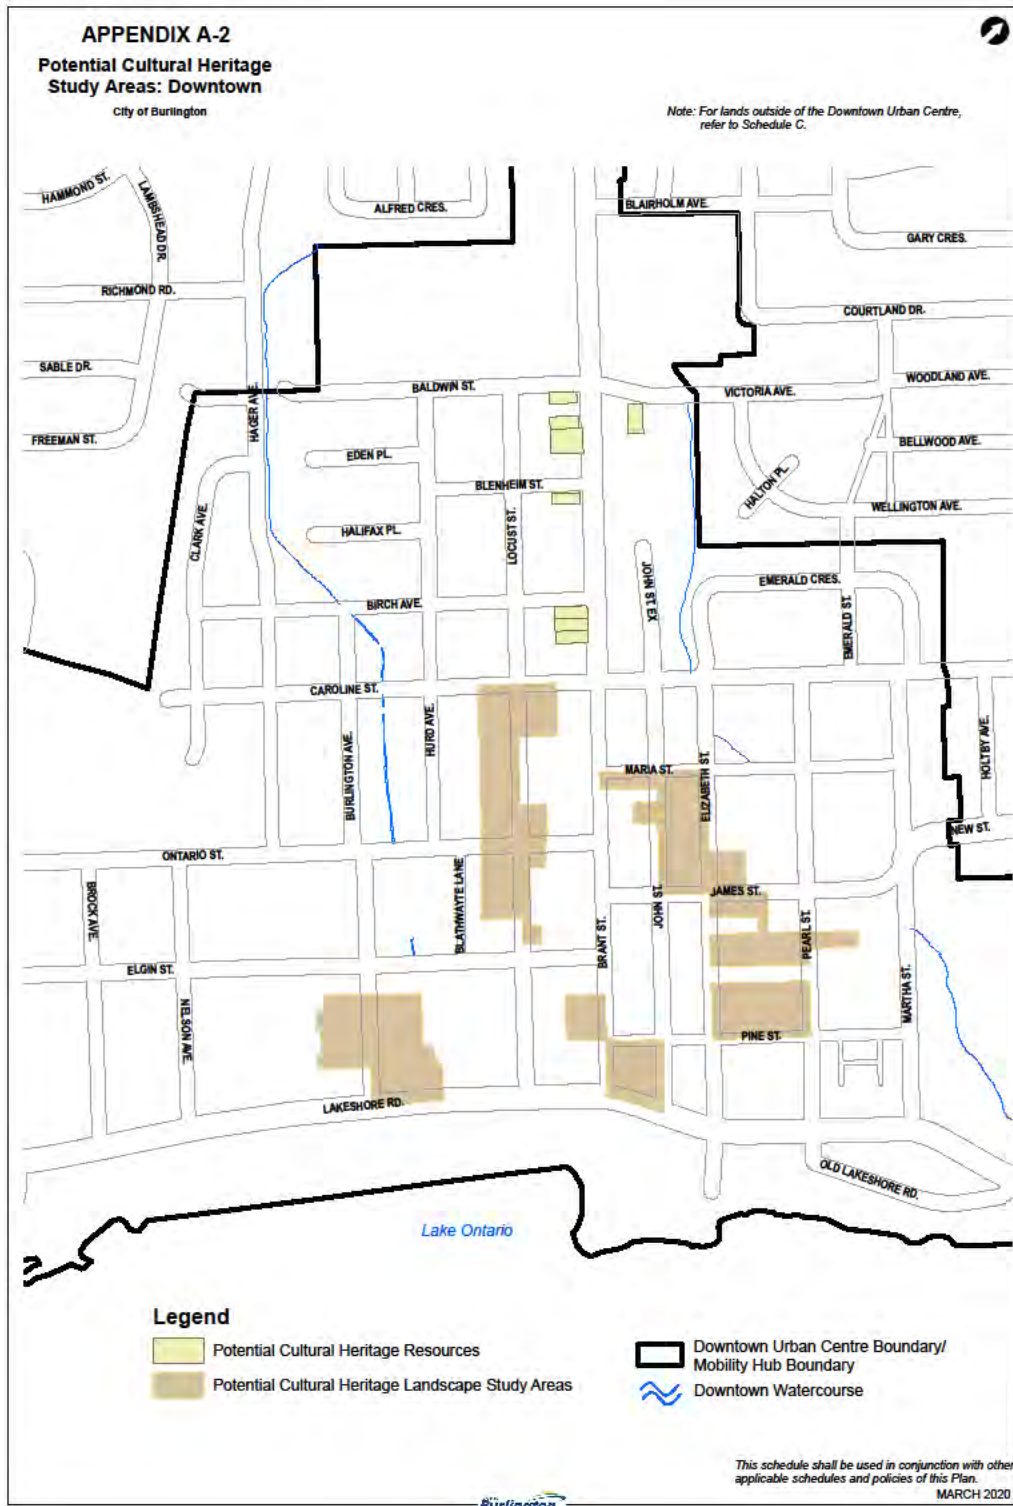 APPENDIX A-2
Potential Cultural Heritage
Study Areas: Downtown
City of Burlington
Note: For lands outside of the Downtown Urban Centre,
refer to Schedule C.
HAMMOND ST.
LAMBSHEAD DR.
ALFRED CRES.
BLAIRHOLM AVE.
GARY CRES.
RICHMOND RD.
COURTLAND DR.
SABLE DR.
BALDWIN ST.
VICTORIA AVE.
WOODLAND AVE.
HAGER AVE.
FREEMAN ST.
EDEN PL.
BELLWOOD AVE.
BLENHEIM ST.
HALTON PL.
WELLINGTON AVE.
CLARK AVE.
HALIFAX PL.
LOCUST ST.
JOHN ST EX
EMERALD CRES.
BIRCH AVE.
EMERALD ST.
CAROLINE ST.
HURD AVE.
BURLINGTON AVE.
MARIA ST.
ELIZABETH ST.
HOLTBY AVE.
NEW ST.
ONTARIO ST.
BROCK AVE.
BLATHWAYTE LANE
JAMES ST.
JOHN ST.
BRANT ST.
PEARL ST.
ELGIN ST.
MARTHA ST.
NELSON AVE.
PINE ST.
LAKESHORE RD.
OLD LAKESHORE RD.
Lake Ontario
Legend
Potential Cultural Heritage Resources
Potential Cultural Heritage Landscape Study Areas
Downtown Urban Centre Boundary/
Mobility Hub Boundary
Downtown Watercourse
This schedule shall be used in conjunction with other
applicable schedules and policies of this Plan.
MARCH 2020
Burlington